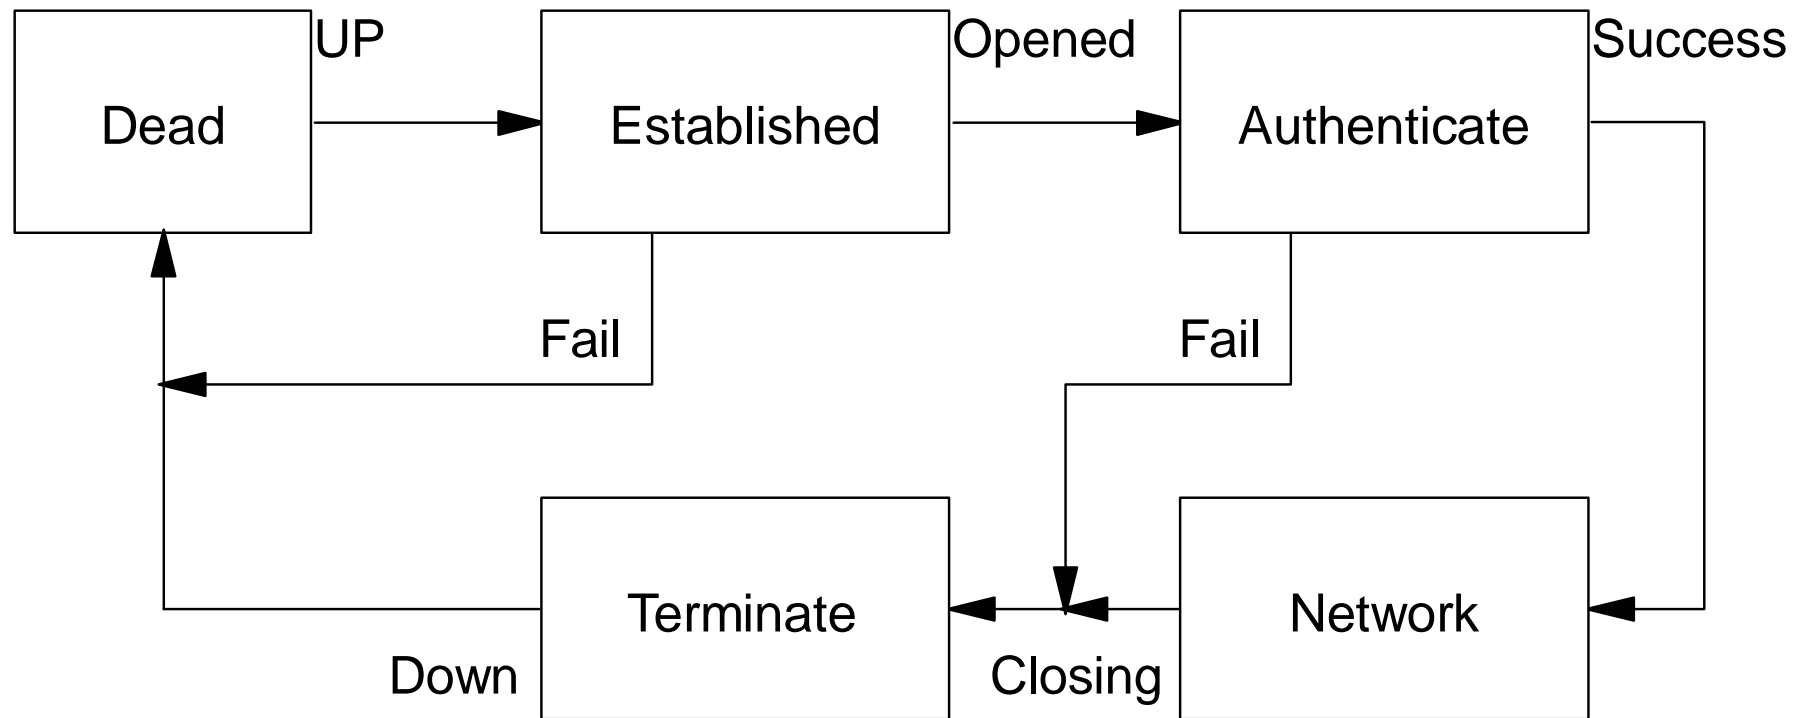 UP
Opened
Success
Dead
Established
Authenticate
Fail
Fail
Terminate
Network
Down
Closing